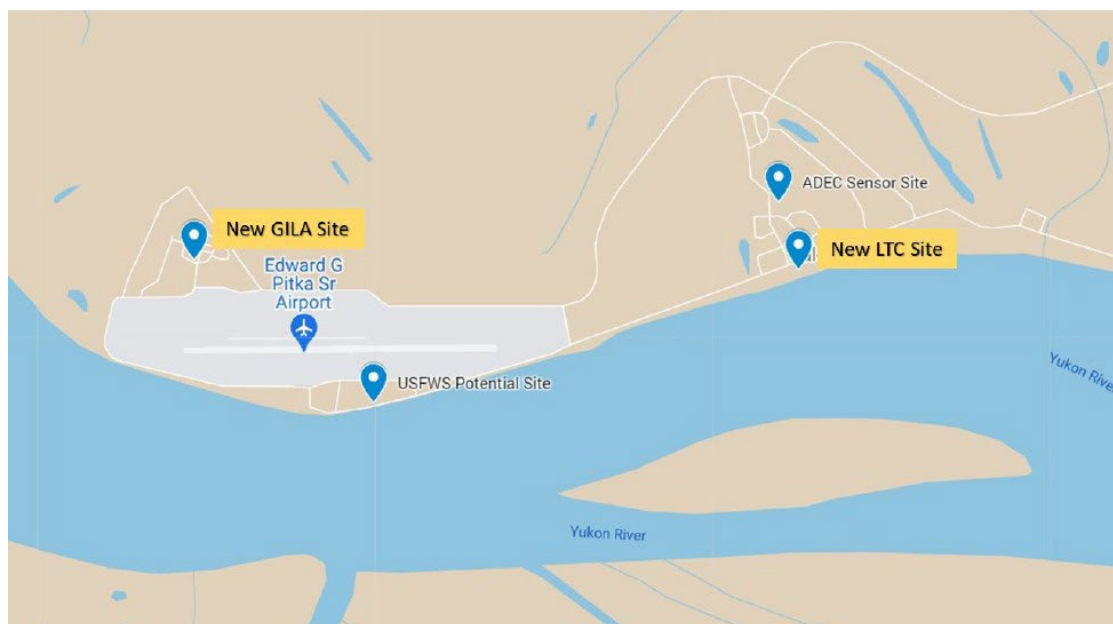 ADEC Sensor Site
New GILA Site
New LTC Site
Edward G
Pitka Sr
Airport
USFWS Potential Site
Yukon River
Yukon River